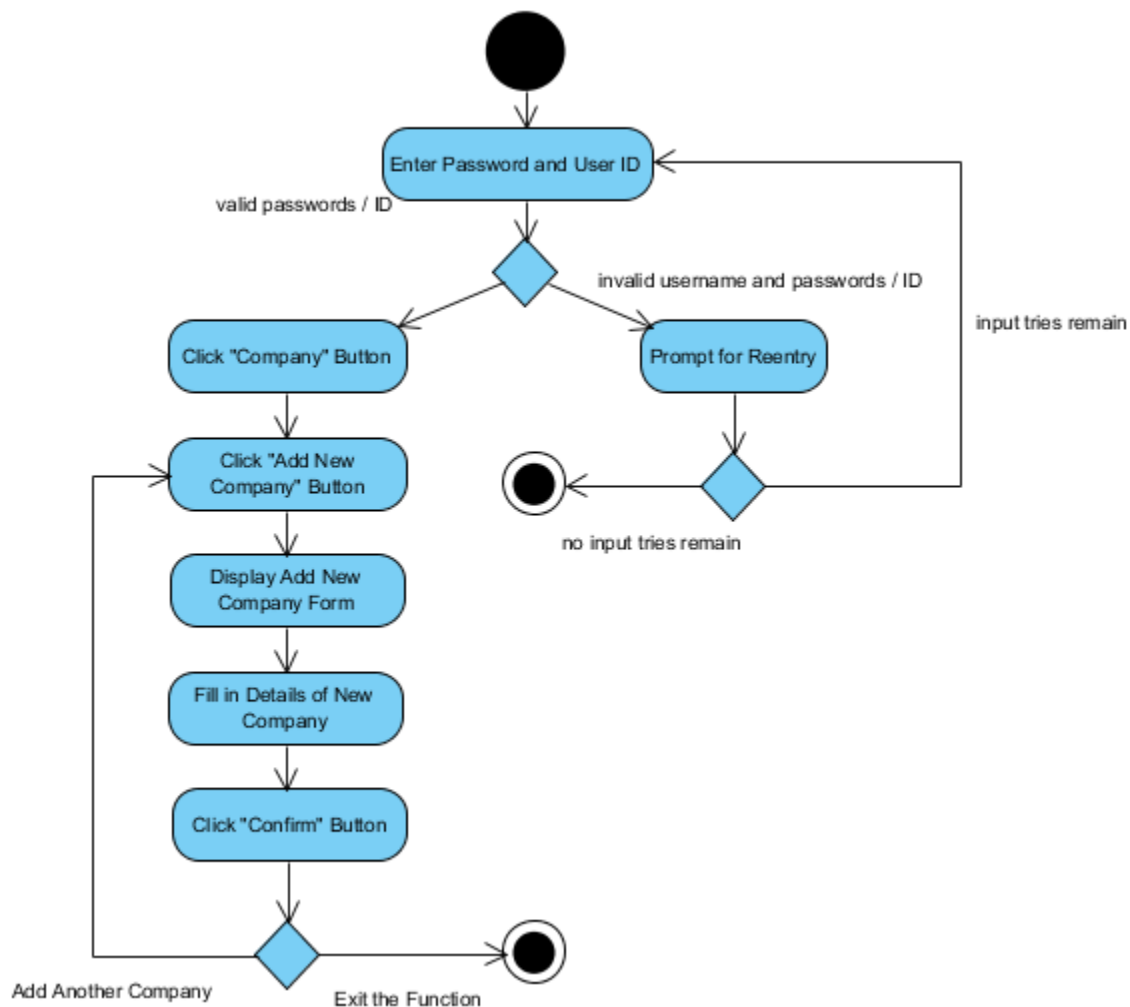 Enter Password and User ID
valid passwords / ID
invalid username and passwords / ID
input tries remain
Click "Company" Button
Prompt for Reentry
Click "Add New
Company" Button
no input tries remain
Display Add New
Company Form
Fill in Details of New
Company
Click "Confirm" Button
Add Another Company
Exit the Function